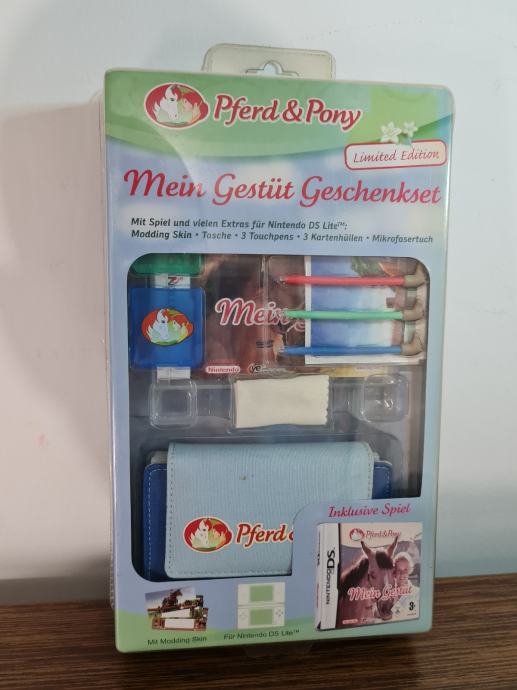 Pferd & Pony
Limited Edition
Mein Gestüt Geschenkset
Mit Spiel und vielen Extras für Nintendo DS Lite™:
Modding Skin • Tasche • 3 Touchpens • 3 Kartenhüllen • Mikrofasertuch
Mein
Nintendo
Pferd &
Inklusive Spiel
NINTENDO DS
Pferd & Pony
Mein Gestüt
3+
Mit Modding Skin
Für Nintendo DS Lite™